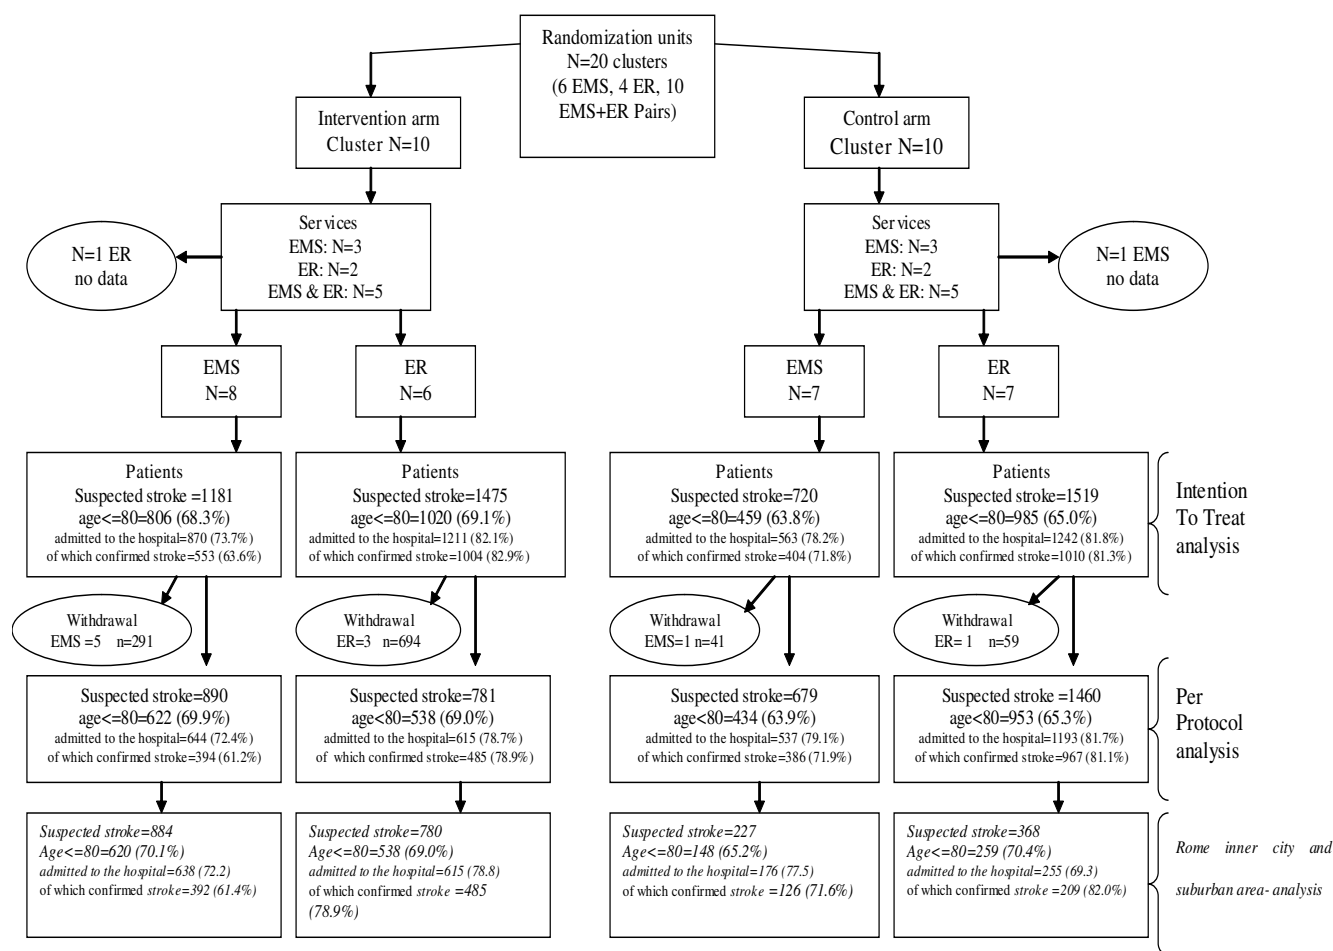 Randomization units
N=20 clusters
(6 EMS, 4 ER, 10
EMS+ER Pairs)
Intervention arm
Cluster N=10
Control arm
Cluster N=10
Services
EMS: N=3
ER: N=2
EMS & ER: N=5
N=1 ER
no data
Services
EMS: N=3
ER: N=2
EMS & ER: N=5
N=1 EMS
no data
EMS
N=8
ER
N=6
EMS
N=7
ER
N=7
Patients
Suspected stroke =1181
age<=80=806 (68.3%)
admitted to the hospital=870 (73.7%)
of which confirmed stroke=553 (63.6%)
Patients
Suspected stroke=1475
age<=80=1020 (69.1%)
admitted to the hospital=1211 (82.1%)
of which confirmed stroke=1004 (82.9%)
Patients
Suspected stroke=720
age<=80=459 (63.8%)
admitted to the hospital=563 (78.2%)
of which confirmed stroke=404 (71.8%)
Patients
Suspected stroke=1519
age<=80=985 (65.0%)
admitted to the hospital=1242 (81.8%)
of which confirmed stroke=1010 (81.3%)
Intention
To Treat
analysis
Withdrawal
EMS =5 n=291
Withdrawal
ER=3 n=694
Withdrawal
EMS=1 n=41
Withdrawal
ER= 1 n=59
Suspected stroke=890
age<=80=622 (69.9%)
admitted to the hospital=644 (72.4%)
of which confirmed stroke=394 (61.2%)
Suspected stroke=781
age<80=538 (69.0%)
admitted to the hospital=615 (78.7%)
of which confirmed stroke=485 (78.9%)
Suspected stroke=679
age<80=434 (63.9%)
admitted to the hospital=537 (79.1%)
of which confirmed stroke=386 (71.9%)
Suspected stroke =1460
age<80=953 (65.3%)
admitted to the hospital=1193 (81.7%)
of which confirmed stroke=967 (81.1%)
Per
Protocol
analysis
Suspected stroke=884
Age<=80=620 (70.1%)
admitted to the hospital=638 (72.2)
of which confirmed stroke=392 (61.4%)
Suspected stroke=780
Age<=80=538 (69.0%)
admitted to the hospital=615 (78.8)
of which confirmed stroke =485
(78.9%)
Suspected stroke=227
Age<=80=148 (65.2%)
admitted to the hospital=176 (77.5)
of which confirmed stroke =126 (71.6%)
Suspected stroke=368
Age<=80=259 (70.4%)
admitted to the hospital=255 (69.3)
of which confirmed stroke =209 (82.0%)
Rome inner city and
suburban area- analysis